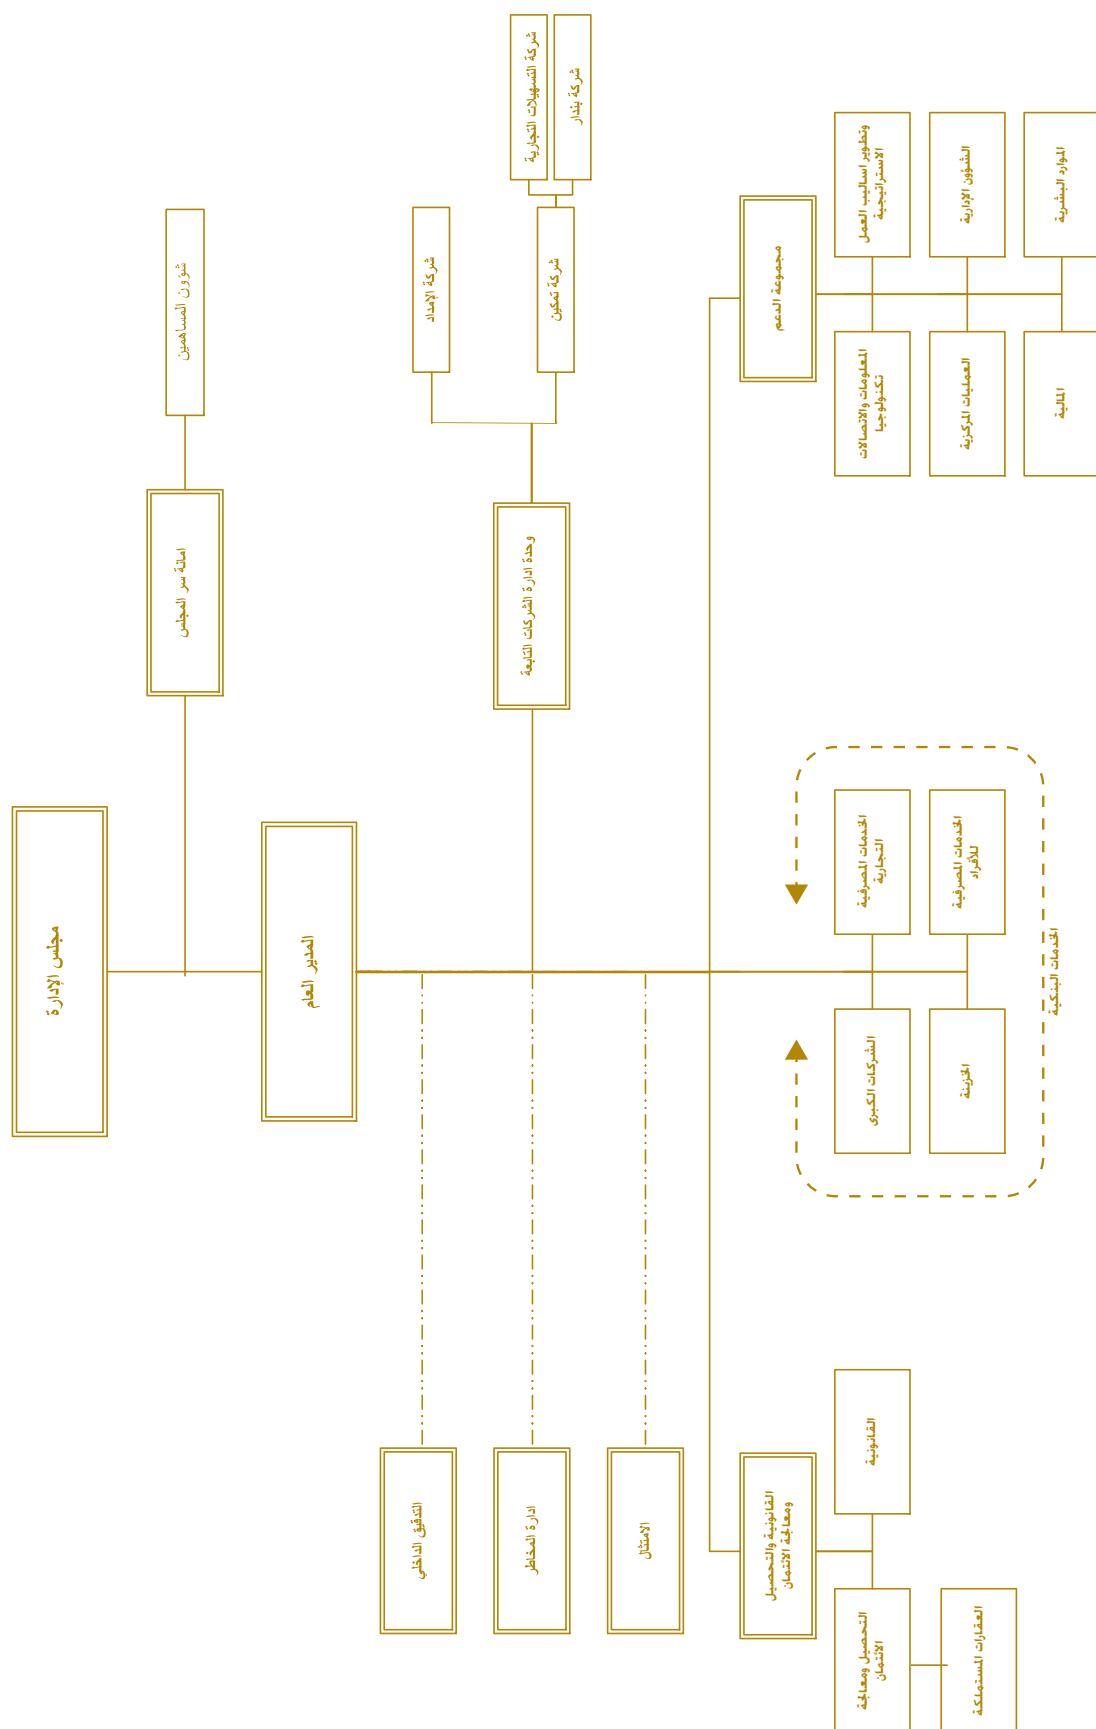 مجلس الإدارة
امانة سر المجلس
شؤوون المساهمين
المدير العام
وحدة ادارة الشركات التابعة
شركة الإمداد
شركة تمكين
شركة التسهيلات التجارية
شركة بندار
التدقيق الداخلي
ادارة المخاطر
الامتثال
مجموعة الدعم
وتطوير اساليب العمل
الاستراتيجية
المعلومات والاتصالات
تكنولوجيا
الشؤون الإدارية
العمليات المركزية
الموارد البشرية
المالية
الخدمات المصرفية
التجارية
الشركات الكبرى
الخدمات المصرفية
للأفراد
الخزينة
الخدمات البنكية
القانونية والتحصيل
ومعالجة الائتمان
القانونية
التحصيل ومعالجة
الائتمان
العقارات المستملكة